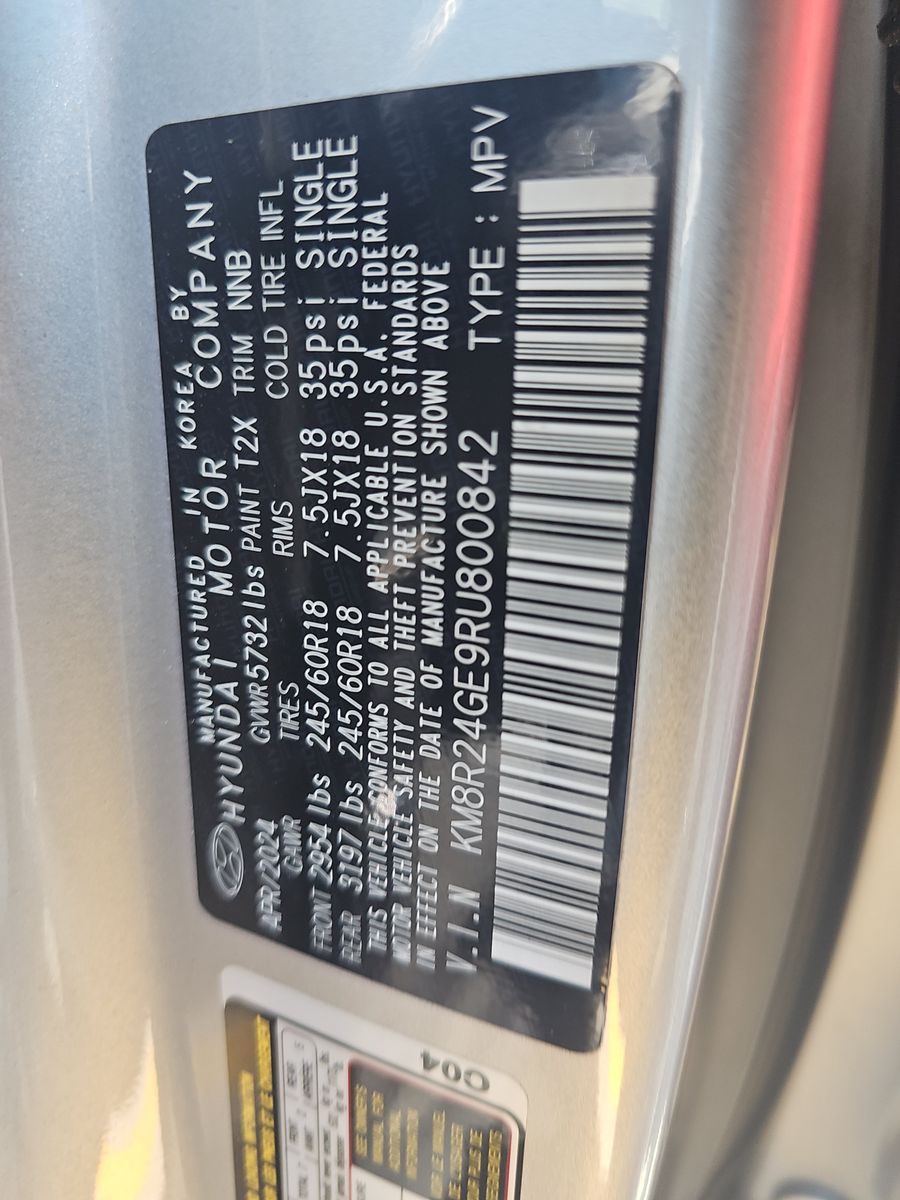 MANUFACTURED IN KOREA BY
HYUNDAI MOTOR COMPANY
APR/2024 GVWR5732lbs PAINT T2X TRIM NNB
GAWR TIRES RIMS COLD TIRE INFL
FRONT 2954lbs 245/60R18 7.5JX18 35psi SINGLE
REAR 3197lbs 245/60R18 7.5JX18 35psi SINGLE
THIS VEHICLE CONFORMS TO ALL APPLICABLE U.S.A. FEDERAL
MOTOR VEHICLE SAFETY AND THEFT PREVENTION STANDARDS
IN EFFECT ON THE DATE OF MANUFACTURE SHOWN ABOVE
V.I.N KM8R24GE9RU800842 TYPE : MPV
C04